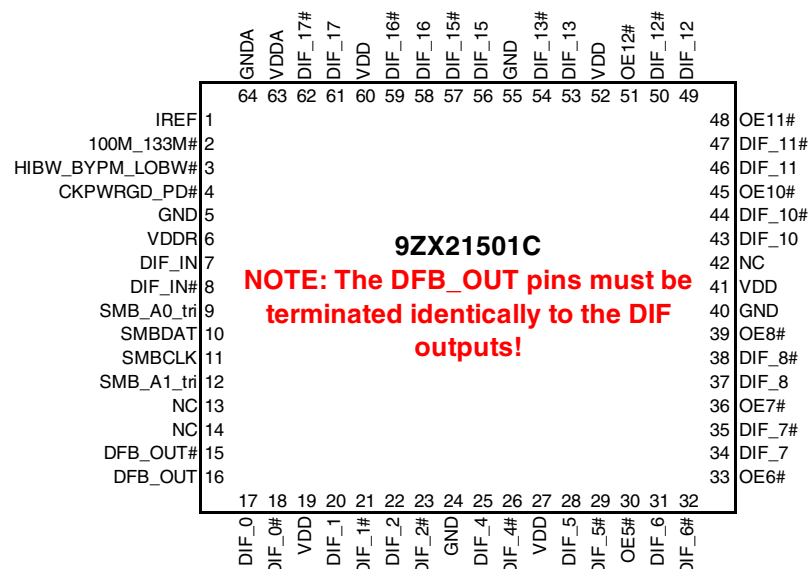 GNDA
VDDA
DIF_17#
DIF_17
VDD
DIF_16#
DIF_16
DIF_15#
DIF_15
GND
DIF_13#
DIF_13
VDD
OE12#
DIF_12#
DIF_12
64 63 62 61 60 59 58 57 56 55 54 53 52 51 50 49
IREF 1
100M_133M# 2
HIBW_BYPM_LOBW# 3
CKPWRGD_PD# 4
GND 5
VDDR 6
DIF_IN 7
DIF_IN# 8
SMB_A0_tri 9
SMBDAT 10
SMBCLK 11
SMB_A1_tri 12
NC 13
NC 14
DFB_OUT# 15
DFB_OUT 16
9ZX21501C
NOTE: The DFB_OUT pins must be
terminated identically to the DIF
outputs!
48 OE11#
47 DIF_11#
46 DIF_11
45 OE10#
44 DIF_10#
43 DIF_10
42 NC
41 VDD
40 GND
39 OE8#
38 DIF_8#
37 DIF_8
36 OE7#
35 DIF_7#
34 DIF_7
33 OE6#
17 18 19 20 21 22 23 24 25 26 27 28 29 30 31 32
DIF_0
DIF_0#
VDD
DIF_1
DIF_1#
DIF_2
DIF_2#
GND
DIF_4
DIF_4#
VDD
DIF_5
DIF_5#
OE5#
DIF_6
DIF_6#